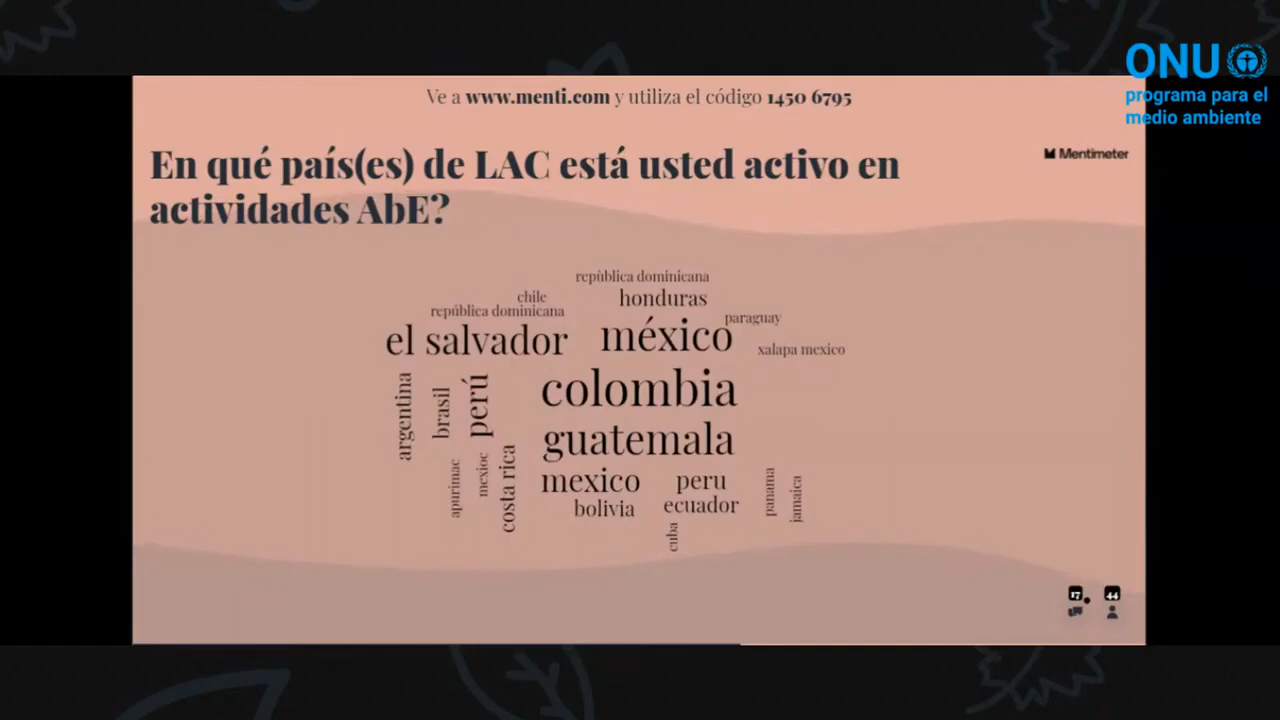 ONU
programa para el
medio ambiente
Ve a www.menti.com y utiliza el código 1450 6795
Mentimeter
En qué país(es) de LAC está usted activo en
actividades AbE?
repùblica dominicana
chile
honduras
república dominicana
paraguay
el salvador
méxico
xalapa mexico
argentina
brasil
perú
colombia
guatemala
apurimac
mexioc
costa rica
mexico
peru
bolivia
ecuador
panama
jamaica
cuba
17
44